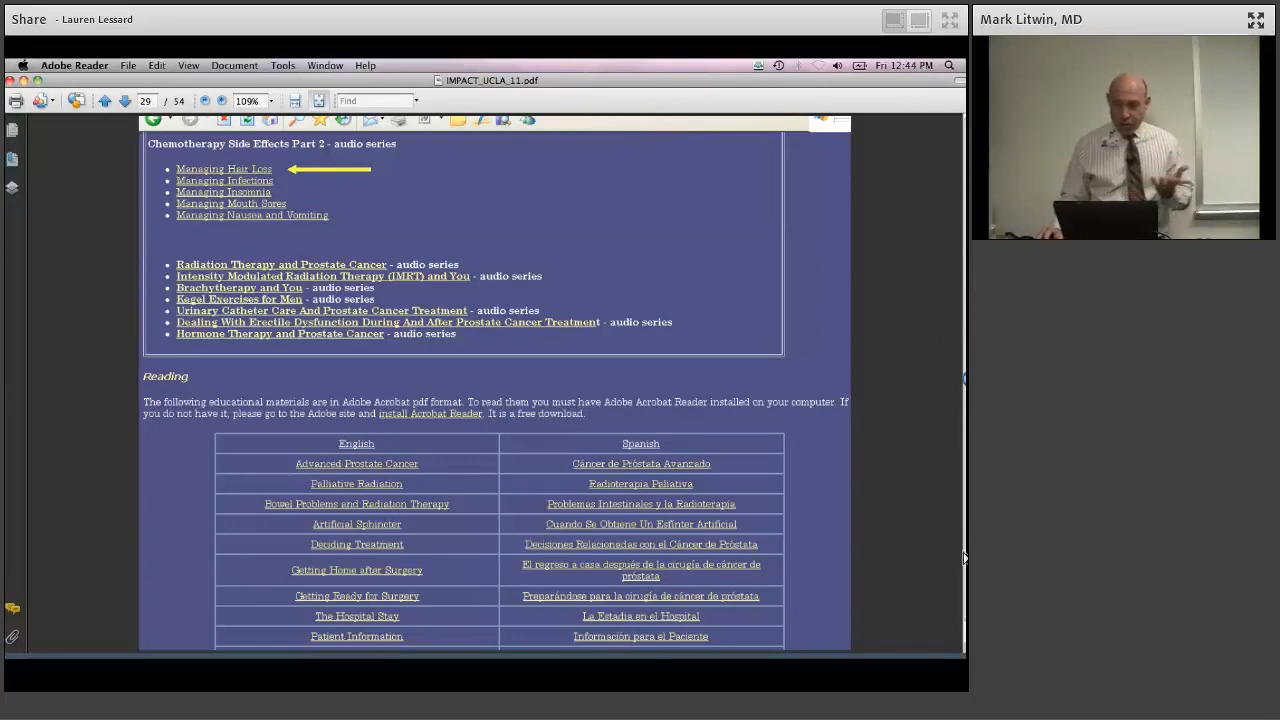 Share - Lauren Lessard
Mark Litwin, MD
Adobe Reader File Edit View Document Tools Window Help
Fri 12:44 PM
IMPACT_UCLA_11.pdf
29 / 54
109%
Find
Chemotherapy Side Effects Part 2 - audio series
Managing Hair Loss
Managing Infections
Managing Insomnia
Managing Mouth Sores
Managing Nausea and Vomiting
Radiation Therapy and Prostate Cancer - audio series
Intensity Modulated Radiation Therapy (IMRT) and You - audio series
Brachytherapy and You - audio series
Kegel Exercises for Men - audio series
Urinary Catheter Care And Prostate Cancer Treatment - audio series
Dealing With Erectile Dysfunction During And After Prostate Cancer Treatment - audio series
Hormone Therapy and Prostate Cancer - audio series
Reading
The following educational materials are in Adobe Acrobat pdf format. To read them you must have Adobe Acrobat Reader installed on your computer. If
you do not have it, please go to the Adobe site and install Acrobat Reader. It is a free download.
English Spanish
Advanced Prostate Cancer Cáncer de Próstata Avanzado
Palliative Radiation Radioterapia Paliativa
Bowel Problems and Radiation Therapy Problemas Intestinales y la Radioterapia
Artificial Sphincter Cuando Se Obtiene Un Esfínter Artificial
Deciding Treatment Decisiones Relacionadas con el Cáncer de Próstata
Getting Home after Surgery El regreso a casa después de la cirugía de cáncer de
próstata
Getting Ready for Surgery Preparándose para la cirugía de cáncer de próstata
The Hospital Stay La Estadia en el Hospital
Patient Information Información para el Paciente